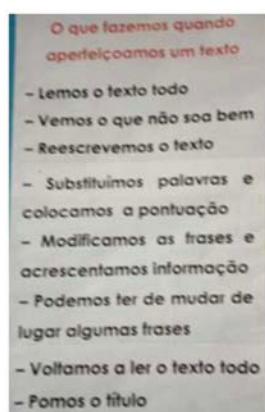 O que fazemos quando
aperfeiçoamos um texto
– Lemos o texto todo
– Vemos o que não soa bem
– Reescrevemos o texto
– Substituímos palavras e
colocamos a pontuação
– Modificamos as frases e
acrescentamos informação
– Podemos ter de mudar de
lugar algumas frases
– Voltamos a ler o texto todo
– Pomos o título